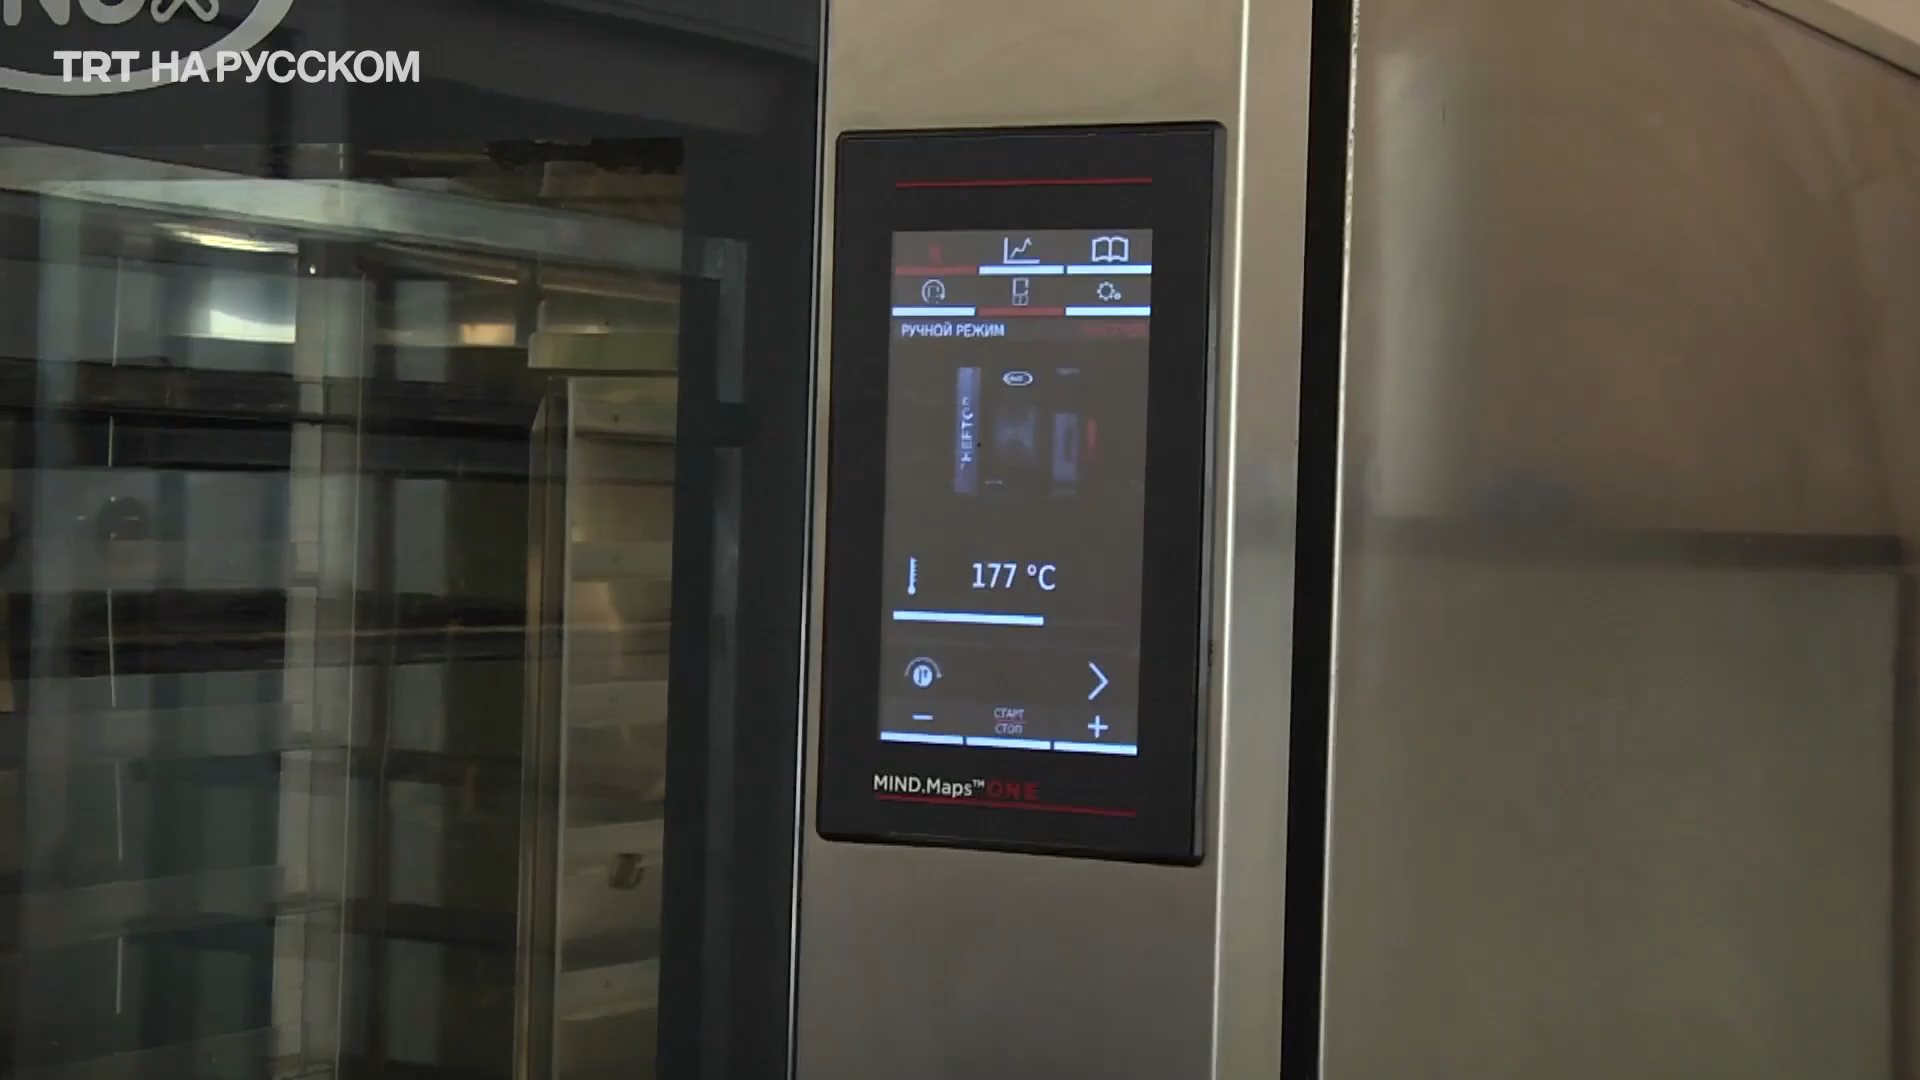 TRT НА РУССКОМ
РУЧНОЙ РЕЖИМ
177 °C
СТАРТ
СТОП
MIND.Maps™ ONE